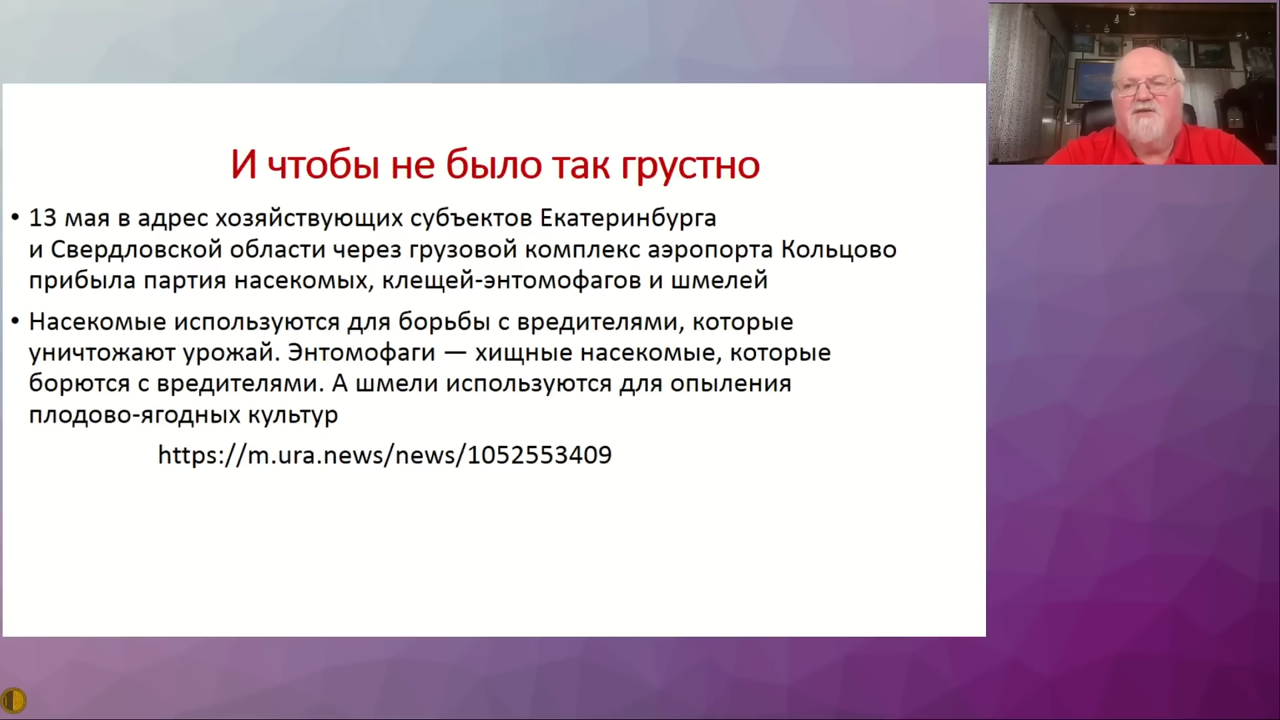 И чтобы не было так грустно
• 13 мая в адрес хозяйствующих субъектов Екатеринбурга
и Свердловской области через грузовой комплекс аэропорта Кольцово
прибыла партия насекомых, клещей-энтомофагов и шмелей
• Насекомые используются для борьбы с вредителями, которые
уничтожают урожай. Энтомофаги — хищные насекомые, которые
борются с вредителями. А шмели используются для опыления
плодово-ягодных культур
https://m.ura.news/news/1052553409